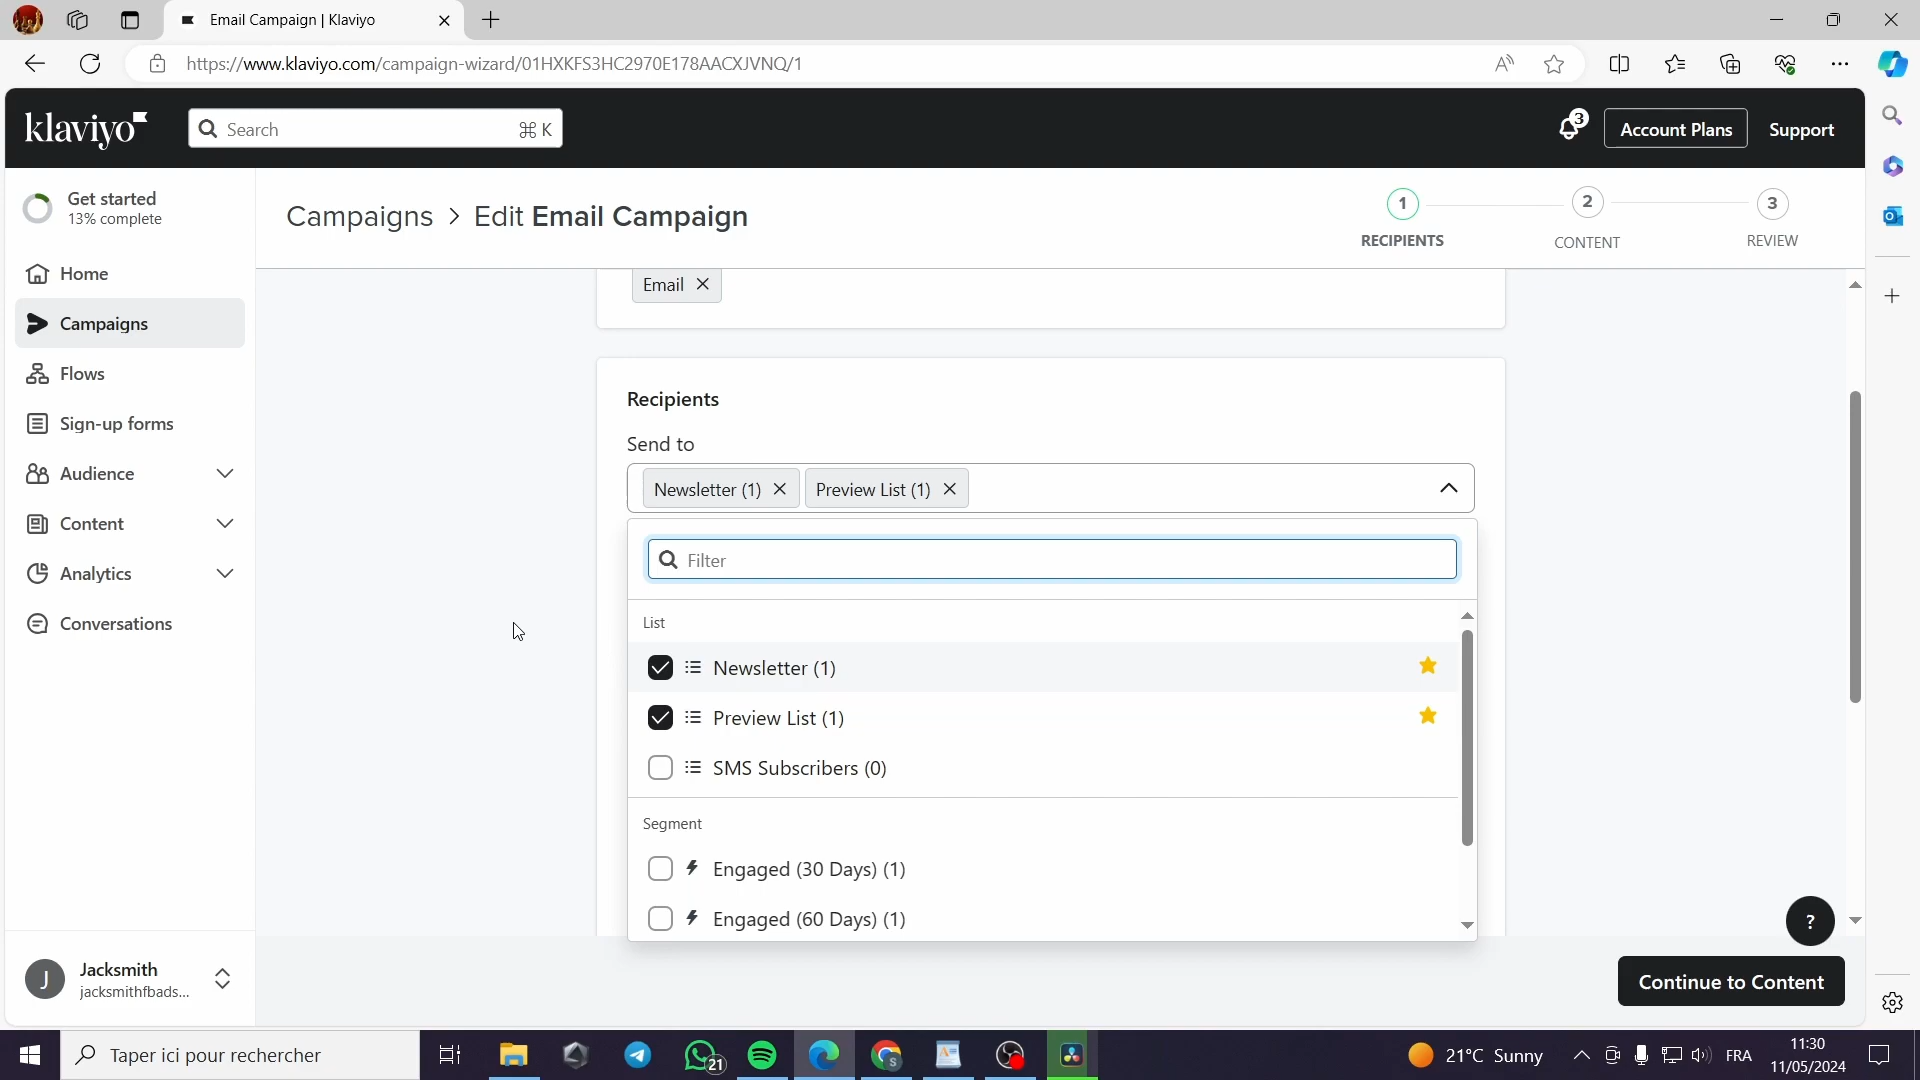 Email Campaign | Klaviyo
https://www.klaviyo.com/campaign-wizard/01HXKFS3HC2970E178AACXJVNQ/1
klaviyo
Search
⌘ K
3
Account Plans
Support
Get started
13% complete
Home
Campaigns
Flows
Sign-up forms
Audience
Content
Analytics
Conversations
Jacksmith
jacksmithfbads...
Campaigns > Edit Email Campaign
1
RECIPIENTS
2
CONTENT
3
REVIEW
Email
Recipients
Send to
Newsletter (1)
Preview List (1)
Filter
List
Newsletter (1)
Preview List (1)
SMS Subscribers (0)
Segment
Engaged (30 Days) (1)
Engaged (60 Days) (1)
?
Continue to Content
Taper ici pour rechercher
21
21°C Sunny
FRA
11:30
11/05/2024